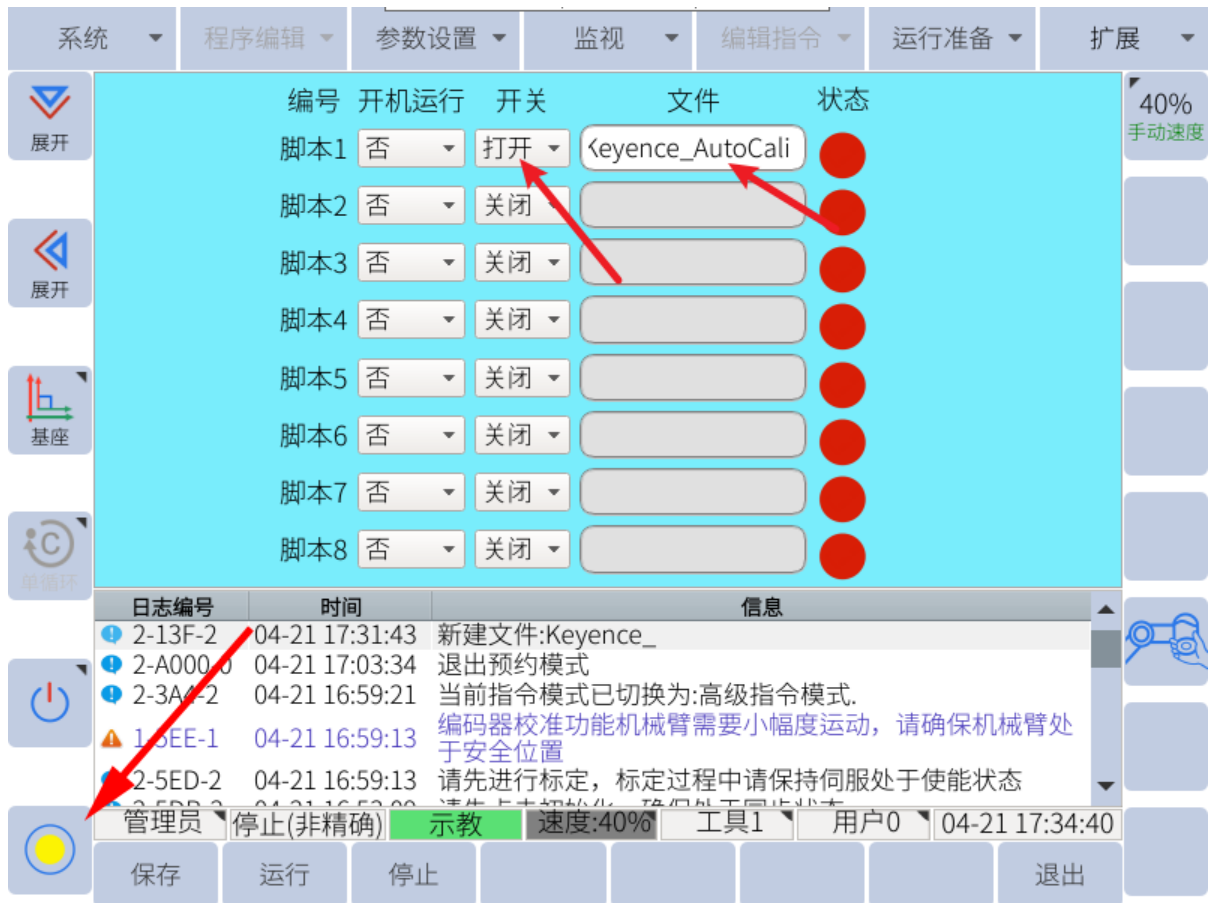 系统 程序编辑 参数设置 监视 编辑指令 运行准备 扩展
展开
展开
基座
单循环
编号 开机运行 开关 文件 状态
脚本1 否 打开 Keyence_AutoCali
脚本2 否 关闭
脚本3 否 关闭
脚本4 否 关闭
脚本5 否 关闭
脚本6 否 关闭
脚本7 否 关闭
脚本8 否 关闭
40%
手动速度
日志编号 时间 信息
2-13F-2 04-21 17:31:43 新建文件:Keyence_
2-A000-0 04-21 17:03:34 退出预约模式
2-3A4-2 04-21 16:59:21 当前指令模式已切换为:高级指令模式.
1-5EE-1 04-21 16:59:13 编码器校准功能机械臂需要小幅度运动，请确保机械臂处
于安全位置
2-5ED-2 04-21 16:59:13 请先进行标定，标定过程中请保持伺服处于使能状态
管理员 停止(非精确) 示教 速度:40% 工具1 用户0 04-21 17:34:40
保存 运行 停止 退出